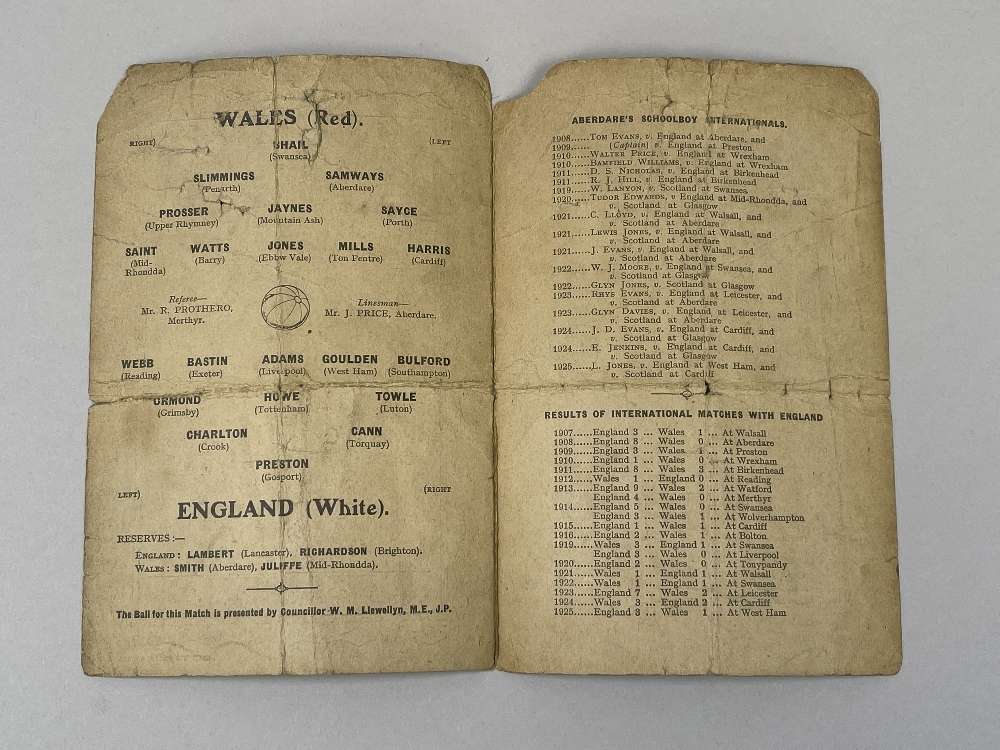 WALES (Red).
RIGHT) (LEFT
SHAIL
(Swansea)
SLIMMINGS SAMWAYS
(Penarth) (Aberdare)
PROSSER JAYNES SAYCE
(Upper Rhymney) (Mountain Ash) (Porth)
SAINT WATTS JONES MILLS HARRIS
(Mid-Rhondda) (Barry) (Ebbw Vale) (Ton Pentre) (Cardiff)
Referee— Linesman—
Mr. R. PROTHERO, Mr. J. PRICE, Aberdare.
Merthyr.
WEBB BASTIN ADAMS GOULDEN BULFORD
(Reading) (Exeter) (Liverpool) (West Ham) (Southampton)
ORMOND HOWE TOWLE
(Grimsby) (Tottenham) (Luton)
CHARLTON CANN
(Crook) (Torquay)
PRESTON
(Gosport)
LEFT) (RIGHT
ENGLAND (White).
RESERVES :—
ENGLAND : LAMBERT (Lancaster), RICHARDSON (Brighton).
WALES : SMITH (Aberdare), JULIFFE (Mid-Rhondda).
The Ball for this Match is presented by Councillor W. M. Llewellyn, M.E., J.P.
ABERDARE'S SCHOOLBOY INTERNATIONALS.
1908......TOM EVANS, v. England at Aberdare, and
1909...... (Captain) v. England at Preston
1910......WALTER PRICE, v. England at Wrexham
1910......BAMFIELD WILLIAMS, v. England at Wrexham
1911......D. S. NICHOLAS, v. England at Birkenhead
1911......R. J. HILL, v. England at Birkenhead
1919......W. LANYON, v. Scotland at Swansea
1920......TUDOR EDWARDS, v England at Mid-Rhondda, and
v. Scotland at Glasgow
1921......C. LLOYD, v. England at Walsall, and
v. Scotland at Aberdare
1921......LEWIS JONES, v. England at Walsall, and
v. Scotland at Aberdare
1921......J. EVANS, v. England at Walsall, and
v. Scotland at Aberdare
1922......W. J. MOORE, v. England at Swansea, and
v. Scotland at Glasgow
1922......GLYN JONES, v. Scotland at Glasgow
1923......RHYS EVANS, v. England at Leicester, and
v. Scotland at Aberdare
1923......GLYN DAVIES, v. England at Leicester, and
v. Scotland at Aberdare
1924......J. D. EVANS, v. England at Cardiff, and
v. Scotland at Glasgow
1924......E. JENKINS, v. England at Cardiff, and
v. Scotland at Glasgow
1925......L. JONES, v. England at West Ham, and
v. Scotland at Cardiff
RESULTS OF INTERNATIONAL MATCHES WITH ENGLAND
1907......England 3 ... Wales 1 ... At Walsall
1908......England 8 ... Wales 0 ... At Aberdare
1909......England 3 ... Wales 1 ... At Preston
1910......England 1 ... Wales 0 ... At Wrexham
1911......England 8 ... Wales 3 ... At Birkenhead
1912......Wales 1 ... England 0 ... At Reading
1913......England 9 ... Wales 2 ... At Watford
England 4 ... Wales 0 ... At Merthyr
1914......England 5 ... Wales 0 ... At Swansea
England 3 ... Wales 1 ... At Wolverhampton
1915......England 1 ... Wales 1 ... At Cardiff
1916......England 2 ... Wales 1 ... At Bolton
1919......Wales 3 ... England 1 ... At Swansea
England 3 ... Wales 0 ... At Liverpool
1920......England 2 ... Wales 0 ... At Tonypandy
1921......Wales 1 ... England 1 ... At Walsall
1922......Wales 1 ... England 1 ... At Swansea
1923......England 7 ... Wales 2 ... At Leicester
1924......Wales 3 ... England 2 ... At Cardiff
1925......England 3 ... Wales 1 ... At West Ham